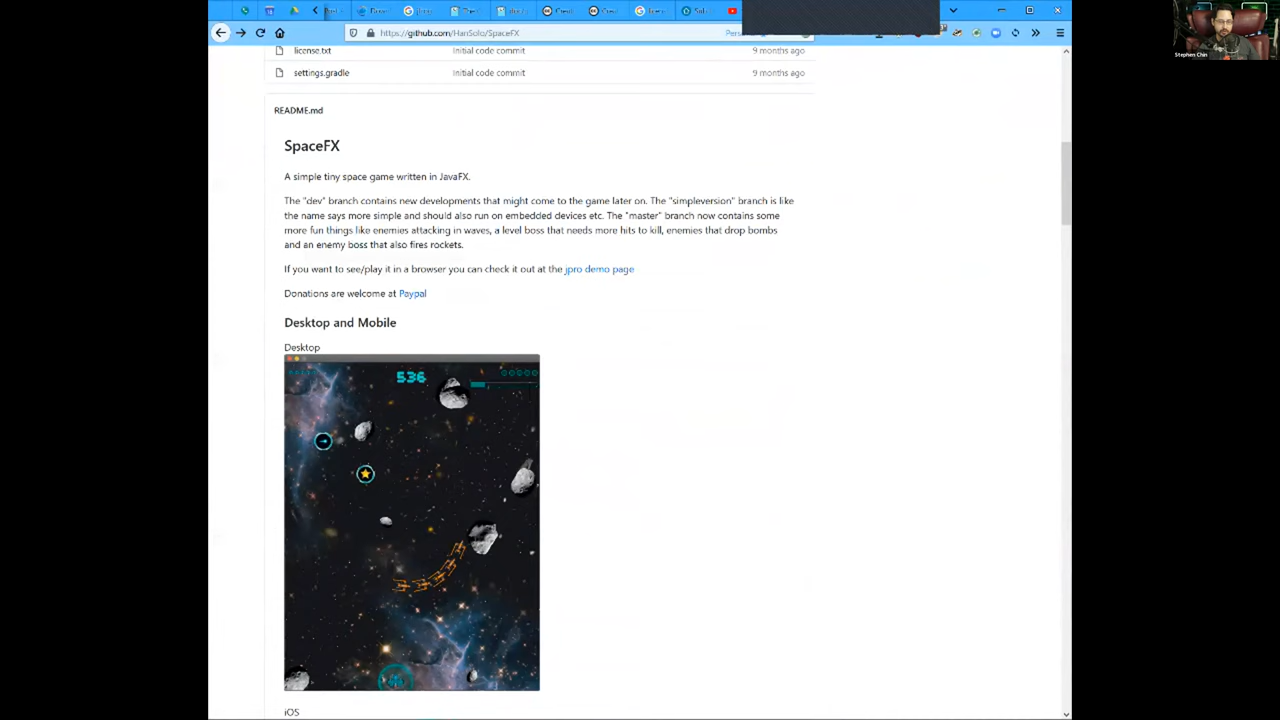 https://github.com/HanSolo/SpaceFX
Stephen Chin
license.txt Initial code commit 9 months ago
settings.gradle Initial code commit 9 months ago
README.md
SpaceFX
A simple tiny space game written in JavaFX.
The "dev" branch contains new developments that might come to the game later on. The "simpleversion" branch is like
the name says more simple and should also run on embedded devices etc. The "master" branch now contains some
more fun things like enemies attacking in waves, a level boss that needs more hits to kill, enemies that drop bombs
and an enemy boss that also fires rockets.
If you want to see/play it in a browser you can check it out at the jpro demo page
Donations are welcome at Paypal
Desktop and Mobile
Desktop
536
iOS